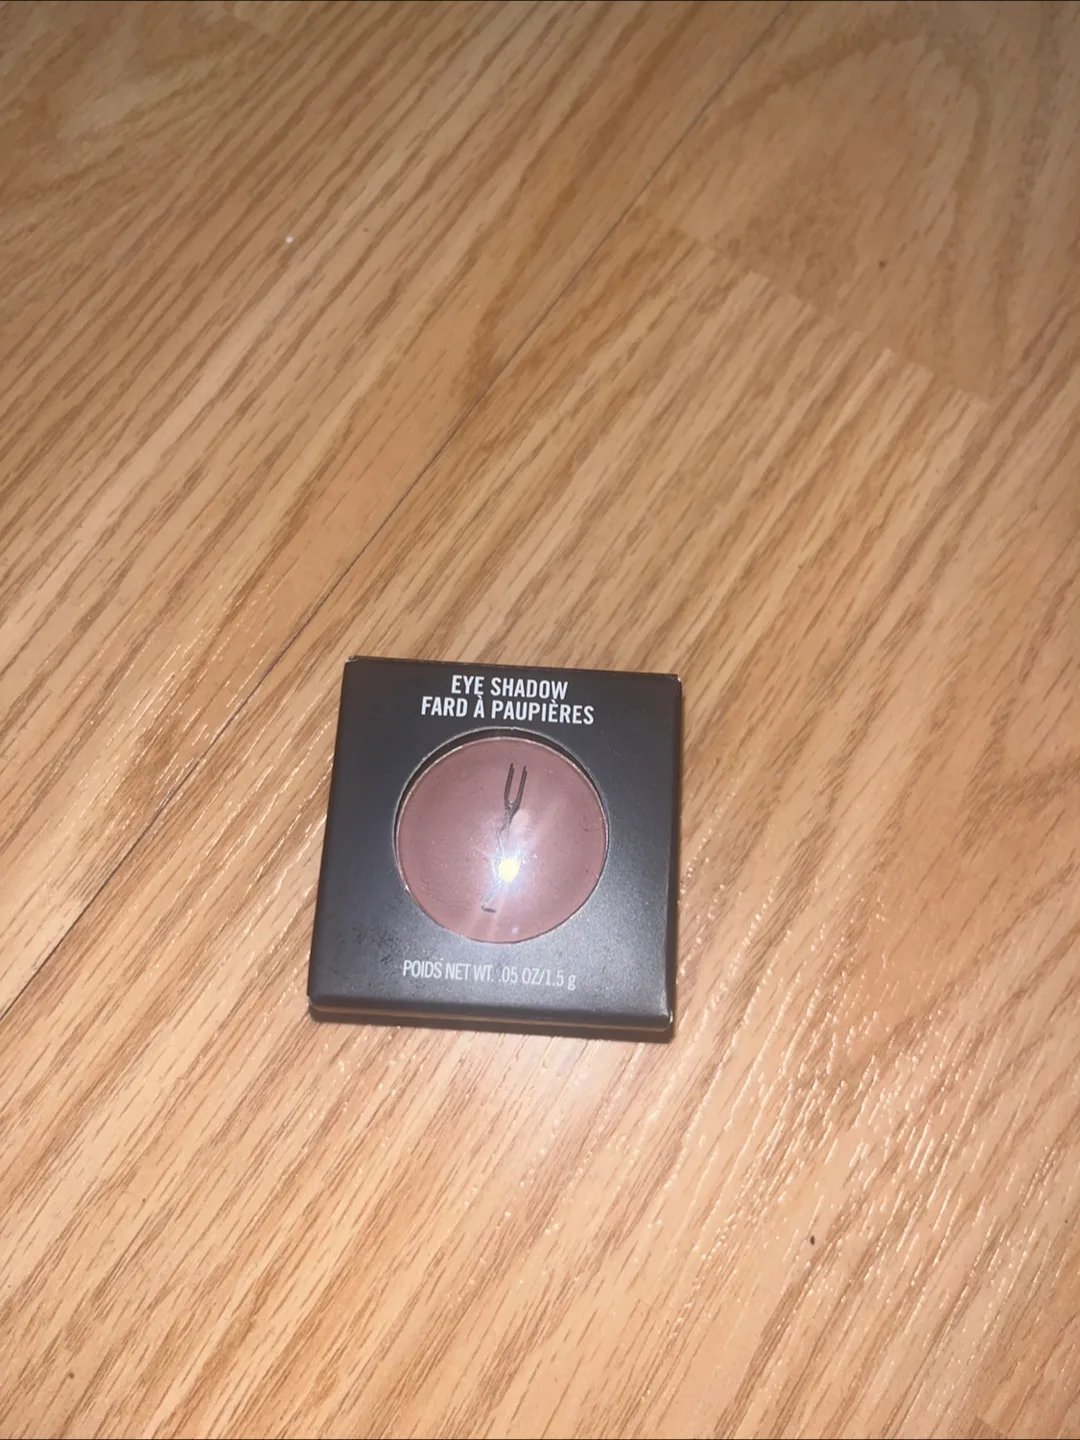 EYE SHADOW
FARD À PAUPIÈRES
POIDS NET WT. .05 OZ/1.5 g